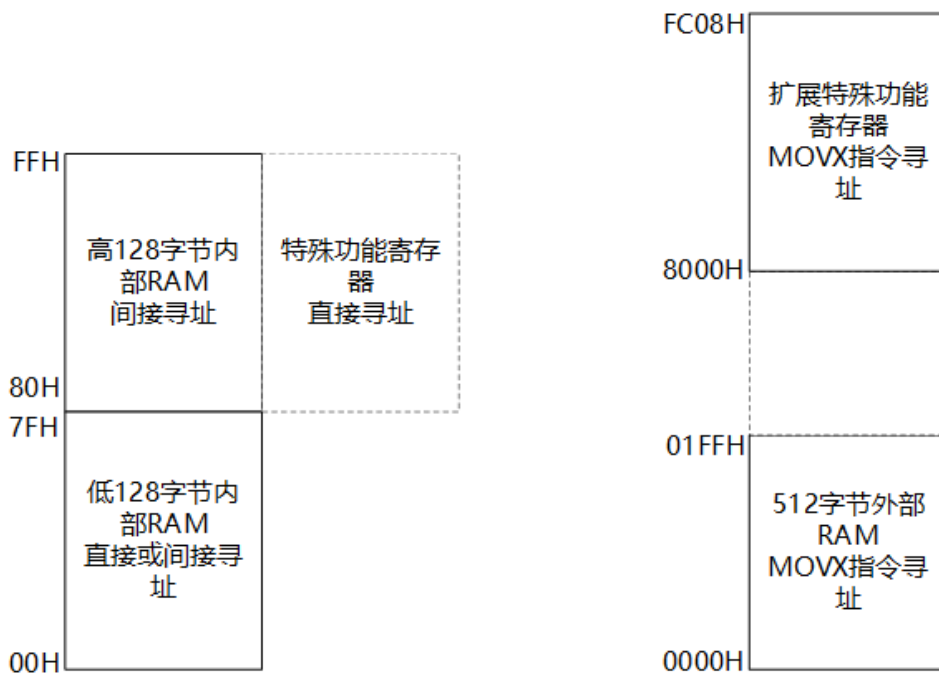 FFH
高128字节内
部RAM
间接寻址
特殊功能寄存
器
直接寻址
80H
7FH
低128字节内
部RAM
直接或间接寻
址
00H
FC08H
扩展特殊功能
寄存器
MOVX指令寻
址
8000H
01FFH
512字节外部
RAM
MOVX指令寻
址
0000H